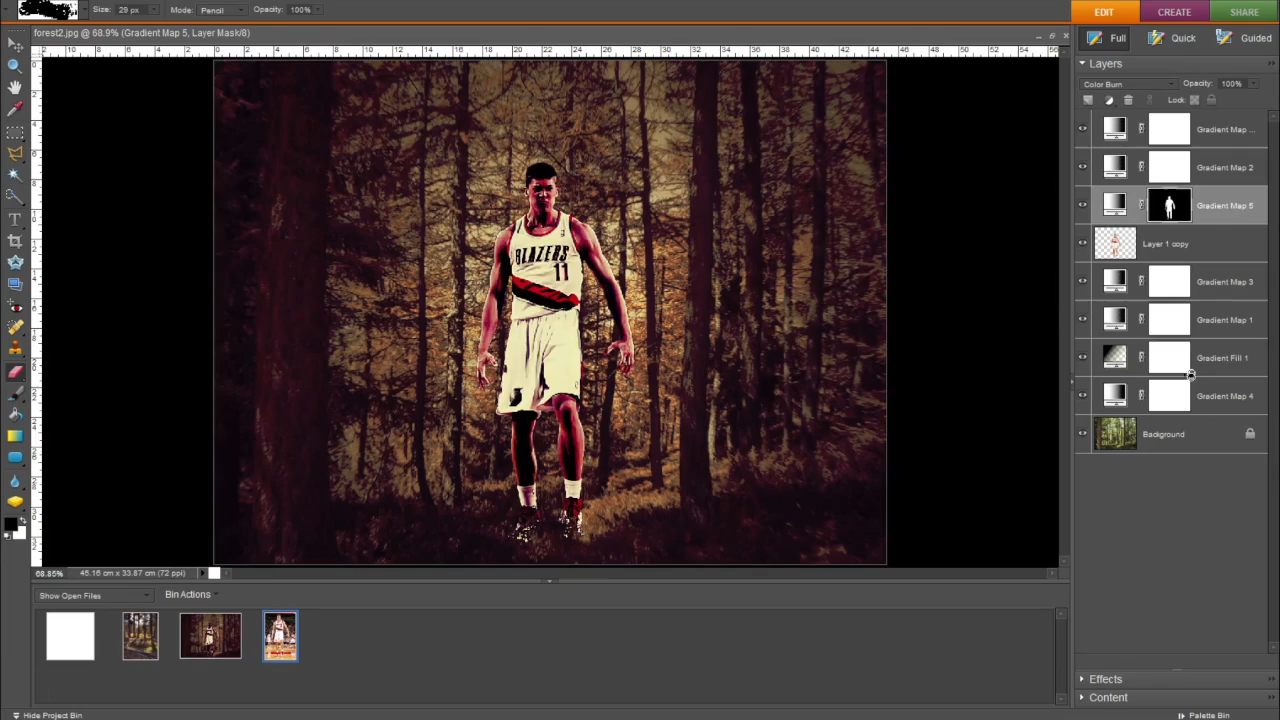 Size: 29 px Mode: Pencil Opacity: 100%
EDIT CREATE SHARE
forest2.jpg @ 68.9% (Gradient Map 5, Layer Mask/8)
Full Quick Guided
Layers
Color Burn Opacity: 100%
Lock:
Gradient Map ...
Gradient Map 2
Gradient Map 5
Layer 1 copy
Gradient Map 3
Gradient Map 1
Gradient Fill 1
Gradient Map 4
Background
BLAZERS
11
68.85% 45.16 cm x 33.87 cm (72 ppi)
Show Open Files Bin Actions
Effects
Content
Hide Project Bin Palette Bin